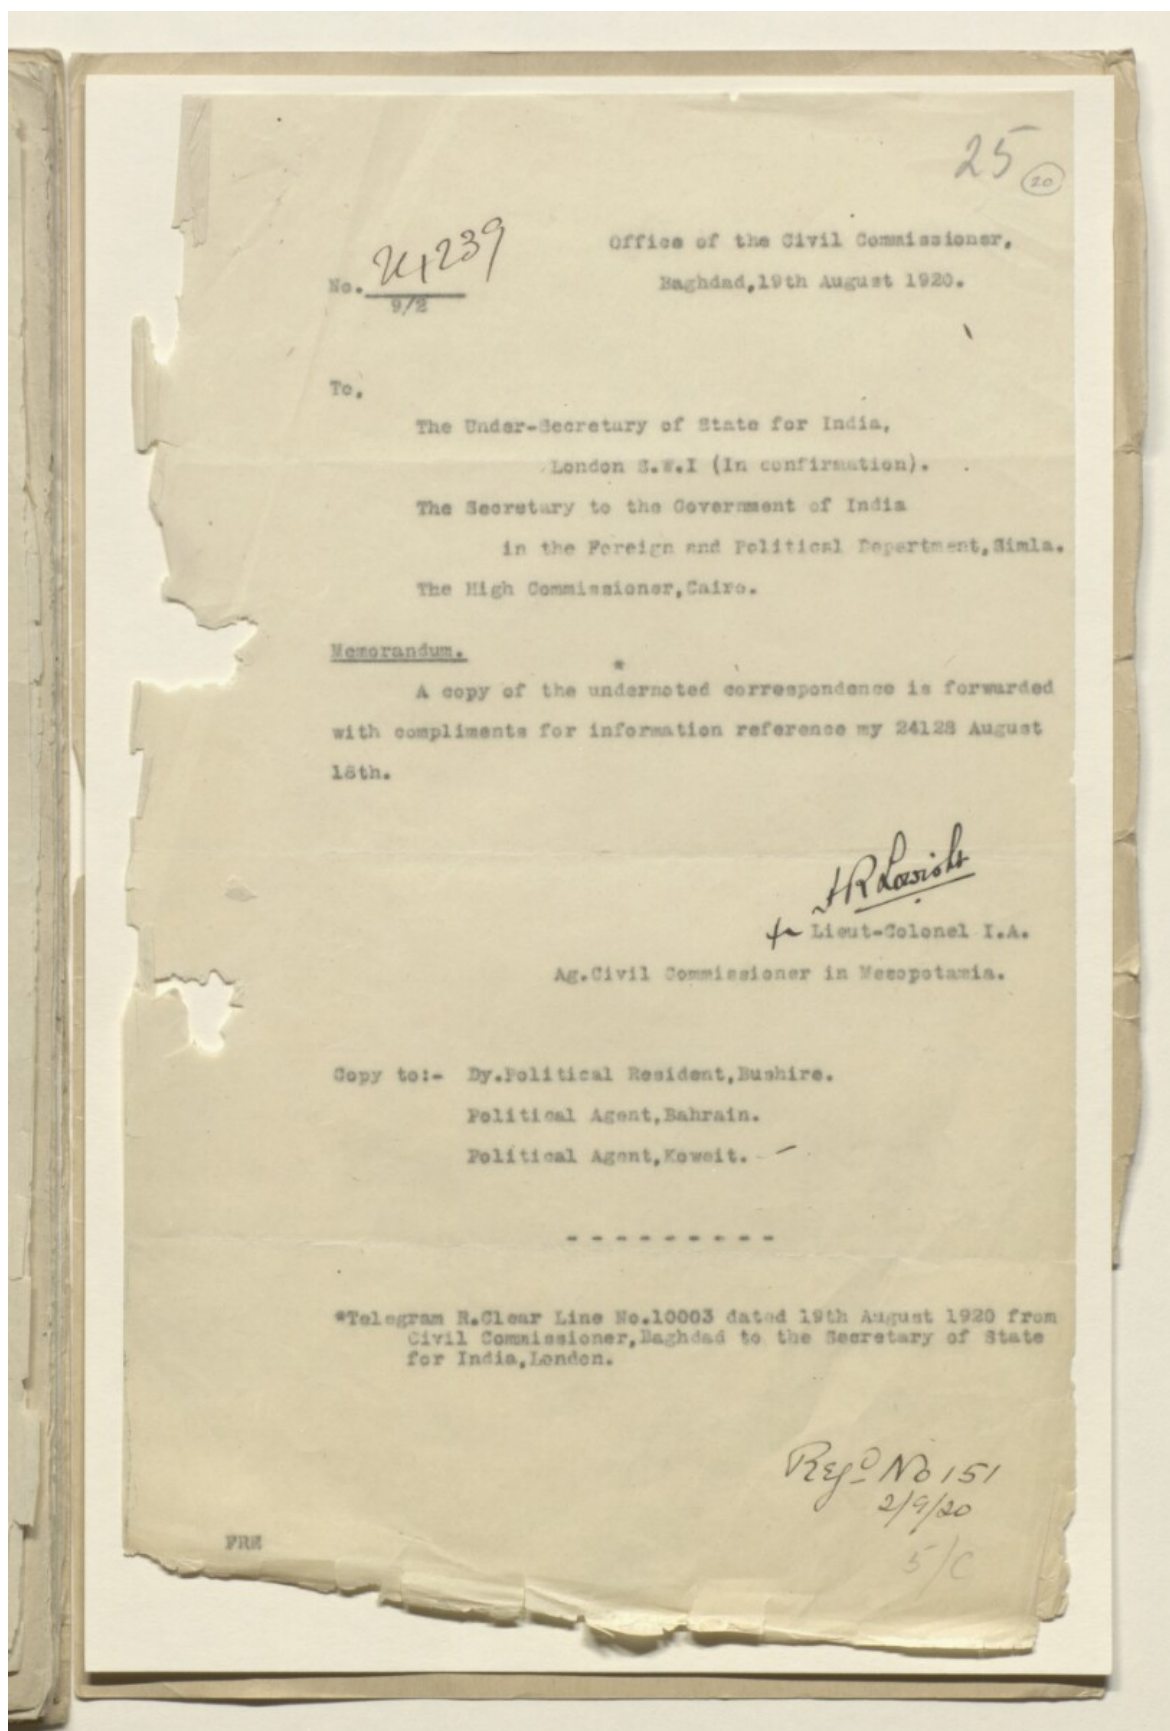 25
20
Office of the Civil Commissioner,
Baghdad,19th August 1920.
No. 24239
9/2
To,
The Under-Secretary of State for India,
London S.W.I (In confirmation).
The Secretary to the Government of India
in the Foreign and Political Department,Simla.
The High Commissioner,Cairo.
Memorandum.
*
A copy of the undernoted correspondence is forwarded
with compliments for information reference my 24128 August
18th.
Lieut-Colonel I.A.
Ag.Civil Commissioner in Mesopotamia.
Copy to:- Dy.Political Resident,Bushire.
Political Agent,Bahrain.
Political Agent,Koweit.
- - - - - - - - -
*Telegram R.Clear Line No.10003 dated 19th August 1920 from
Civil Commissioner,Baghdad to the Secretary of State
for India,London.
Regd No 151
2/9/20
5/C
FRE